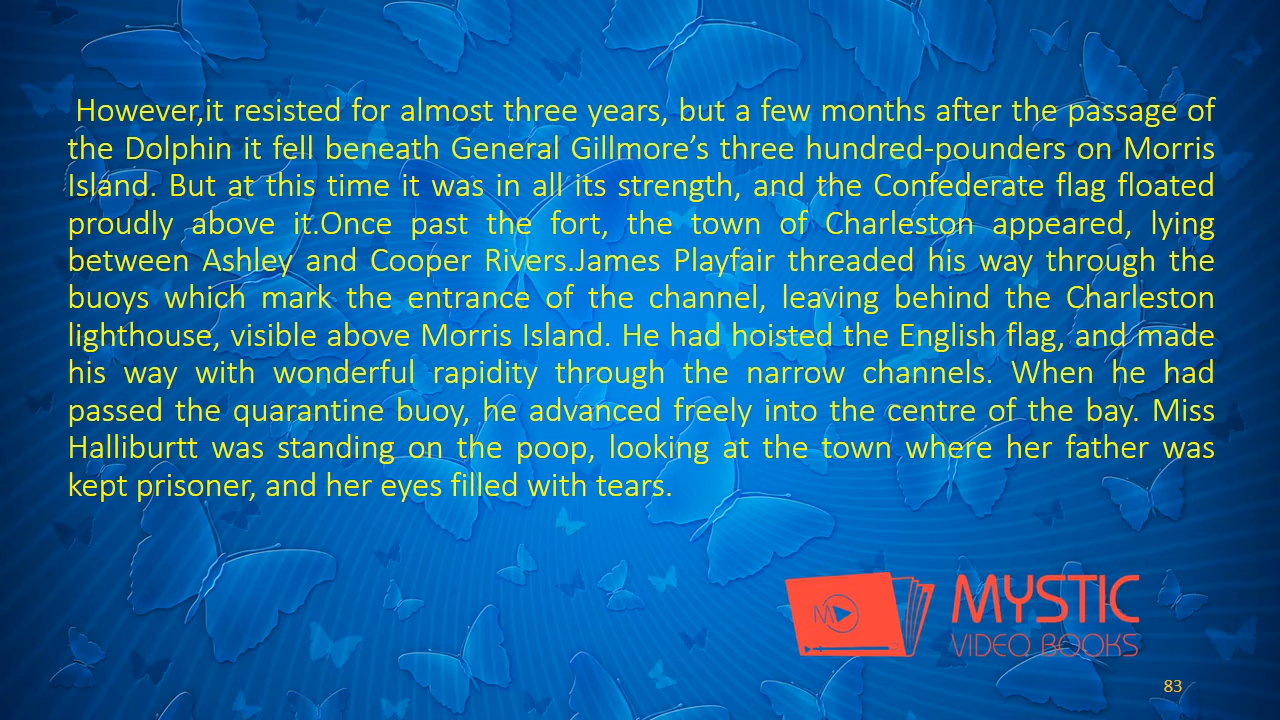 However,it resisted for almost three years, but a few months after the passage of
the Dolphin it fell beneath General Gillmore’s three hundred-pounders on Morris
Island. But at this time it was in all its strength, and the Confederate flag floated
proudly above it.Once past the fort, the town of Charleston appeared, lying
between Ashley and Cooper Rivers.James Playfair threaded his way through the
buoys which mark the entrance of the channel, leaving behind the Charleston
lighthouse, visible above Morris Island. He had hoisted the English flag, and made
his way with wonderful rapidity through the narrow channels. When he had
passed the quarantine buoy, he advanced freely into the centre of the bay. Miss
Halliburtt was standing on the poop, looking at the town where her father was
kept prisoner, and her eyes filled with tears.
M
MYSTIC
VIDEO BOOKS
83